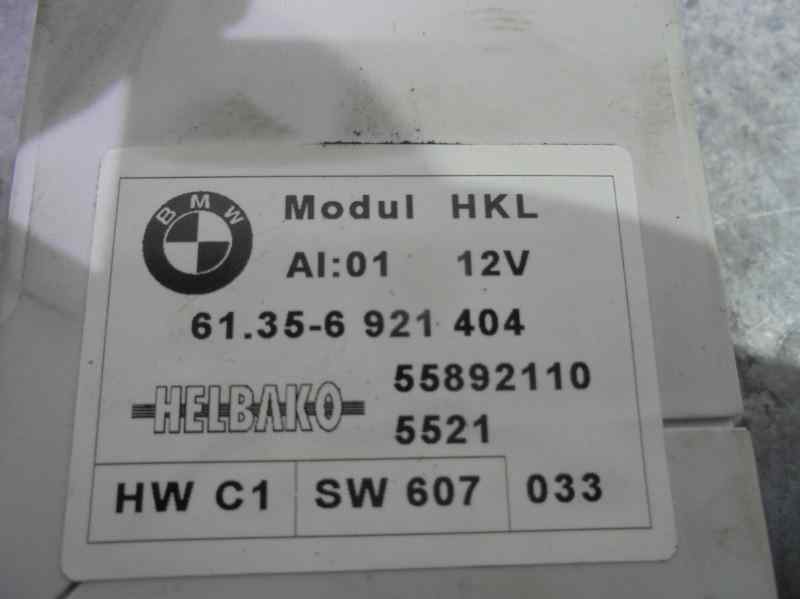 BMW
Modul HKL
AI:01 12V
61.35-6 921 404
HELBAKO
55892110
5521
HW C1 SW 607 033